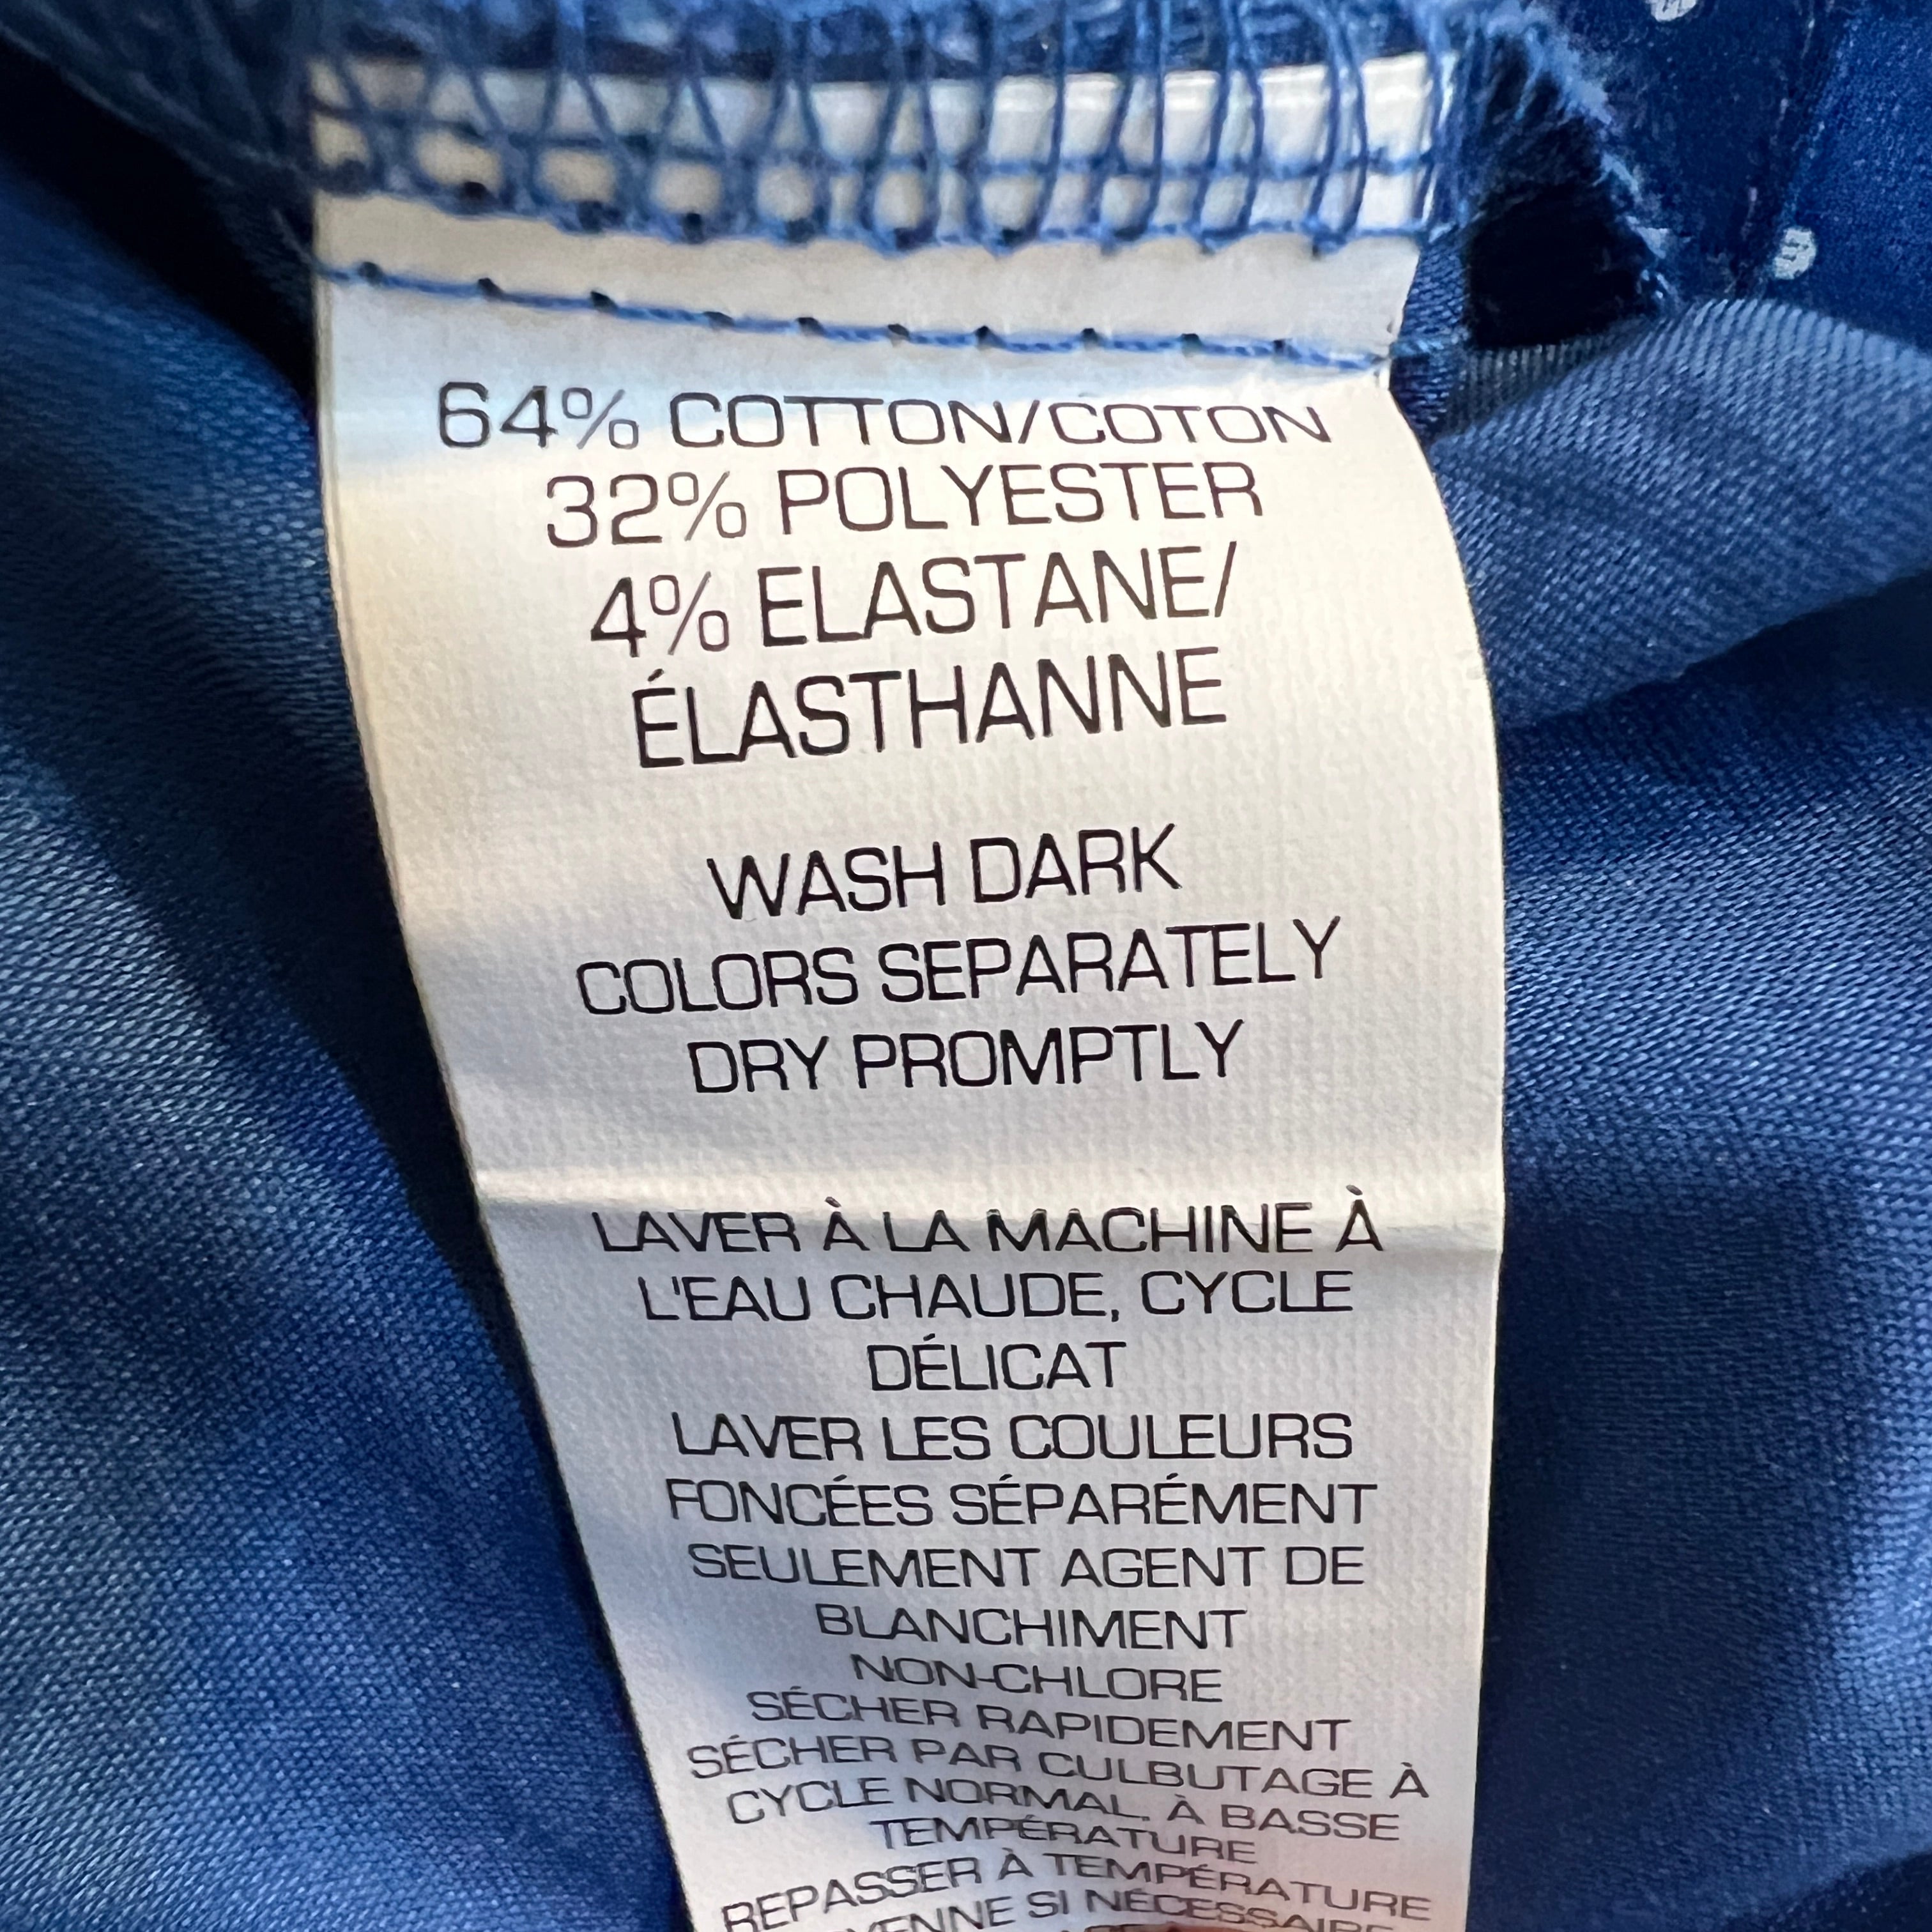 64% COTTON/COTON
32% POLYESTER
4% ELASTANE/
ÉLASTHANNE
WASH DARK
COLORS SEPARATELY
DRY PROMPTLY
LAVER À LA MACHINE À
L'EAU CHAUDE, CYCLE
DÉLICAT
LAVER LES COULEURS
FONCÉES SÉPARÉMENT
SEULEMENT AGENT DE
BLANCHIMENT
NON-CHLORE
SÉCHER RAPIDEMENT
SÉCHER PAR CULBUTAGE À
CYCLE NORMAL, À BASSE
TEMPÉRATURE
REPASSER À TEMPÉRATURE
SI NÉCESSAIRE